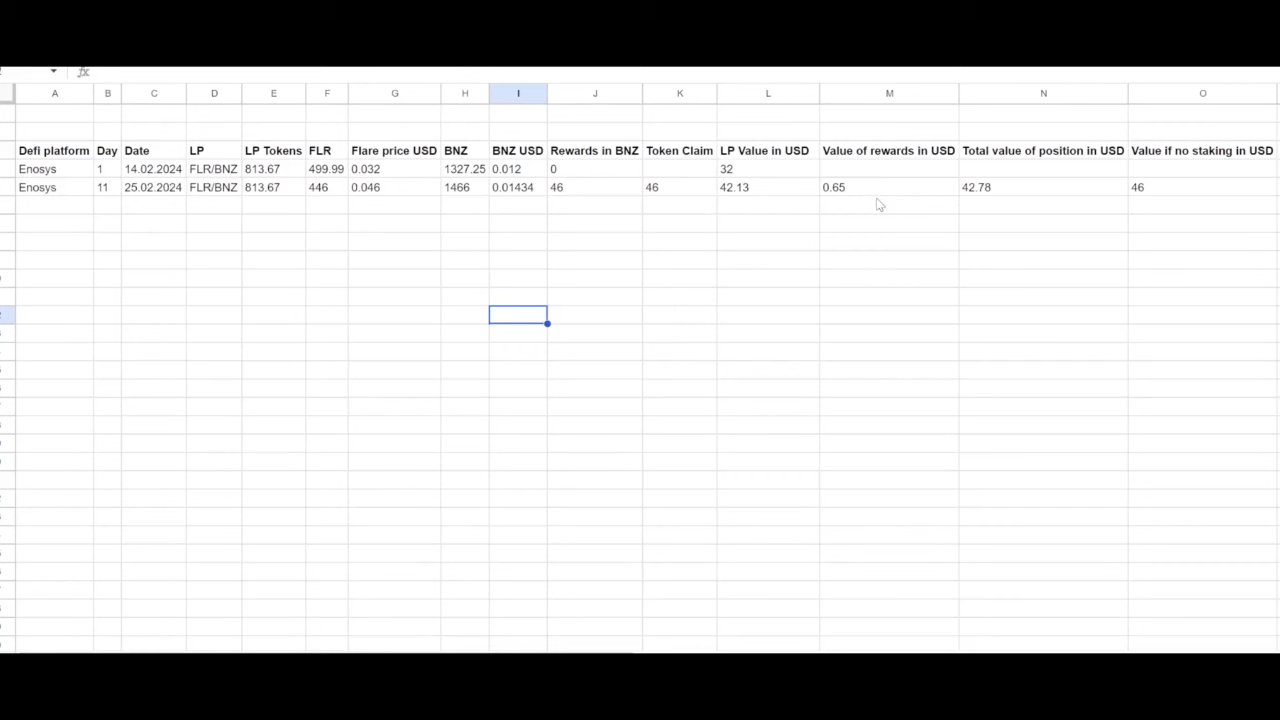 fx
A B C D E F G H I J K L M N O
Defi platform Day Date LP LP Tokens FLR Flare price USD BNZ BNZ USD Rewards in BNZ Token Claim LP Value in USD Value of rewards in USD Total value of position in USD Value if no staking in USD
Enosys 1 14.02.2024 FLR/BNZ 813.67 499.99 0.032 1327.25 0.012 0 32
Enosys 11 25.02.2024 FLR/BNZ 813.67 446 0.046 1466 0.01434 46 46 42.13 0.65 42.78 46